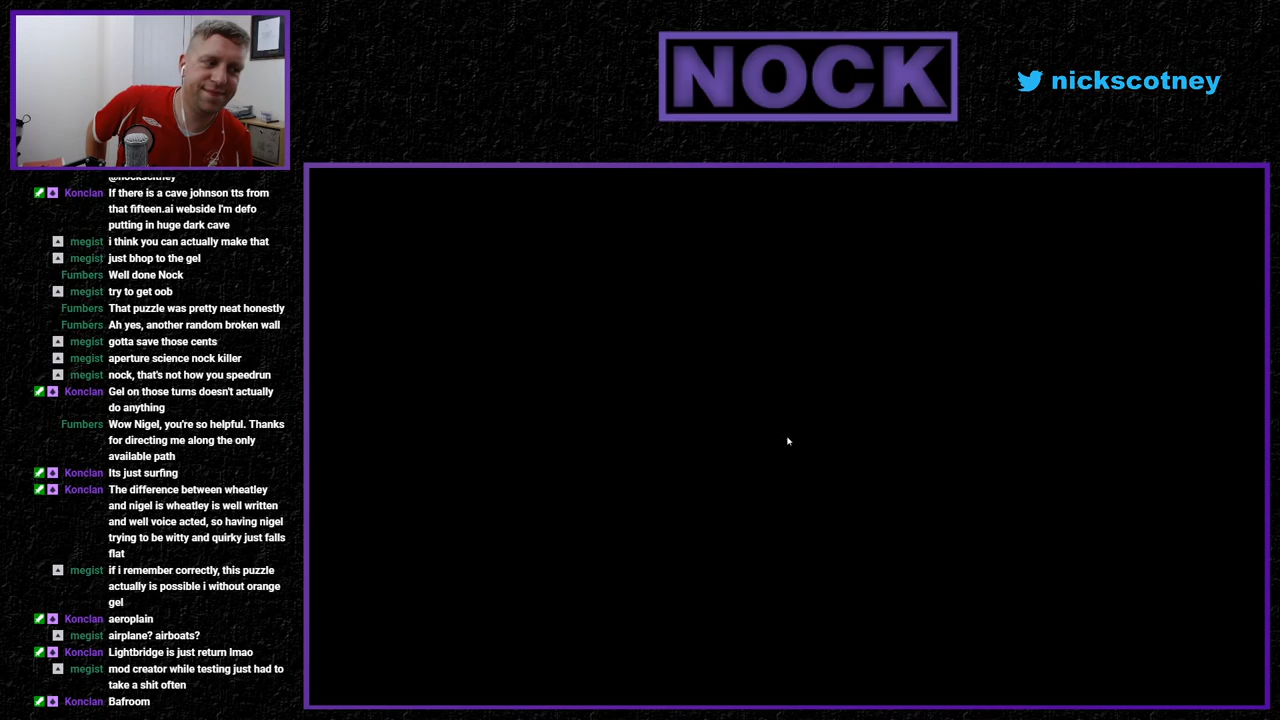 NOCK
nickscotney
@nockscitney
Konclan If there is a cave johnson tts from
that fifteen.ai webside I'm defo
putting in huge dark cave
megist i think you can actually make that
megist just bhop to the gel
Fumbers Well done Nock
megist try to get oob
Fumbers That puzzle was pretty neat honestly
Fumbers Ah yes, another random broken wall
megist gotta save those cents
megist aperture science nock killer
megist nock, that's not how you speedrun
Konclan Gel on those turns doesn't actually
do anything
Fumbers Wow Nigel, you're so helpful. Thanks
for directing me along the only
available path
Konclan Its just surfing
Konclan The difference between wheatley
and nigel is wheatley is well written
and well voice acted, so having nigel
trying to be witty and quirky just falls
flat
megist if i remember correctly, this puzzle
actually is possible i without orange
gel
Konclan aeroplain
megist airplane? airboats?
Konclan Lightbridge is just return lmao
megist mod creator while testing just had to
take a shit often
Konclan Bafroom